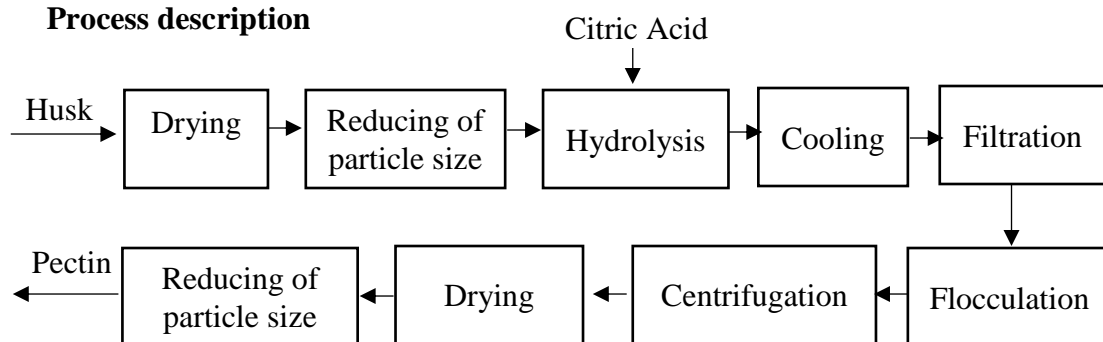 Process description
Citric Acid
Husk
Drying
Reducing of
particle size
Hydrolysis
Cooling
Filtration
Pectin
Reducing of
particle size
Drying
Centrifugation
Flocculation